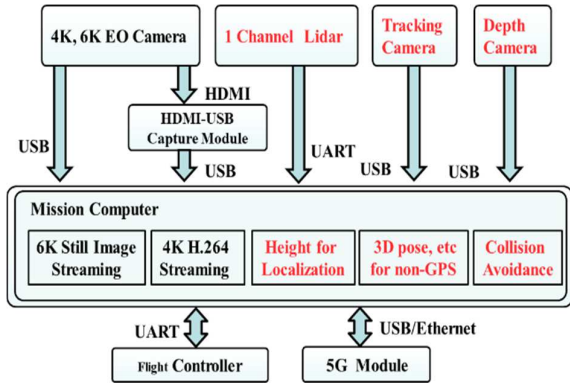 4K, 6K EO Camera
1 Channel Lidar
Tracking
Camera
Depth
Camera
HDMI
HDMI-USB
Capture Module
USB
USB
UART
USB
USB
Mission Computer
6K Still Image
Streaming
4K H.264
Streaming
Height for
Localization
3D pose, etc
for non-GPS
Collision
Avoidance
UART
USB/Ethernet
Flight Controller
5G Module